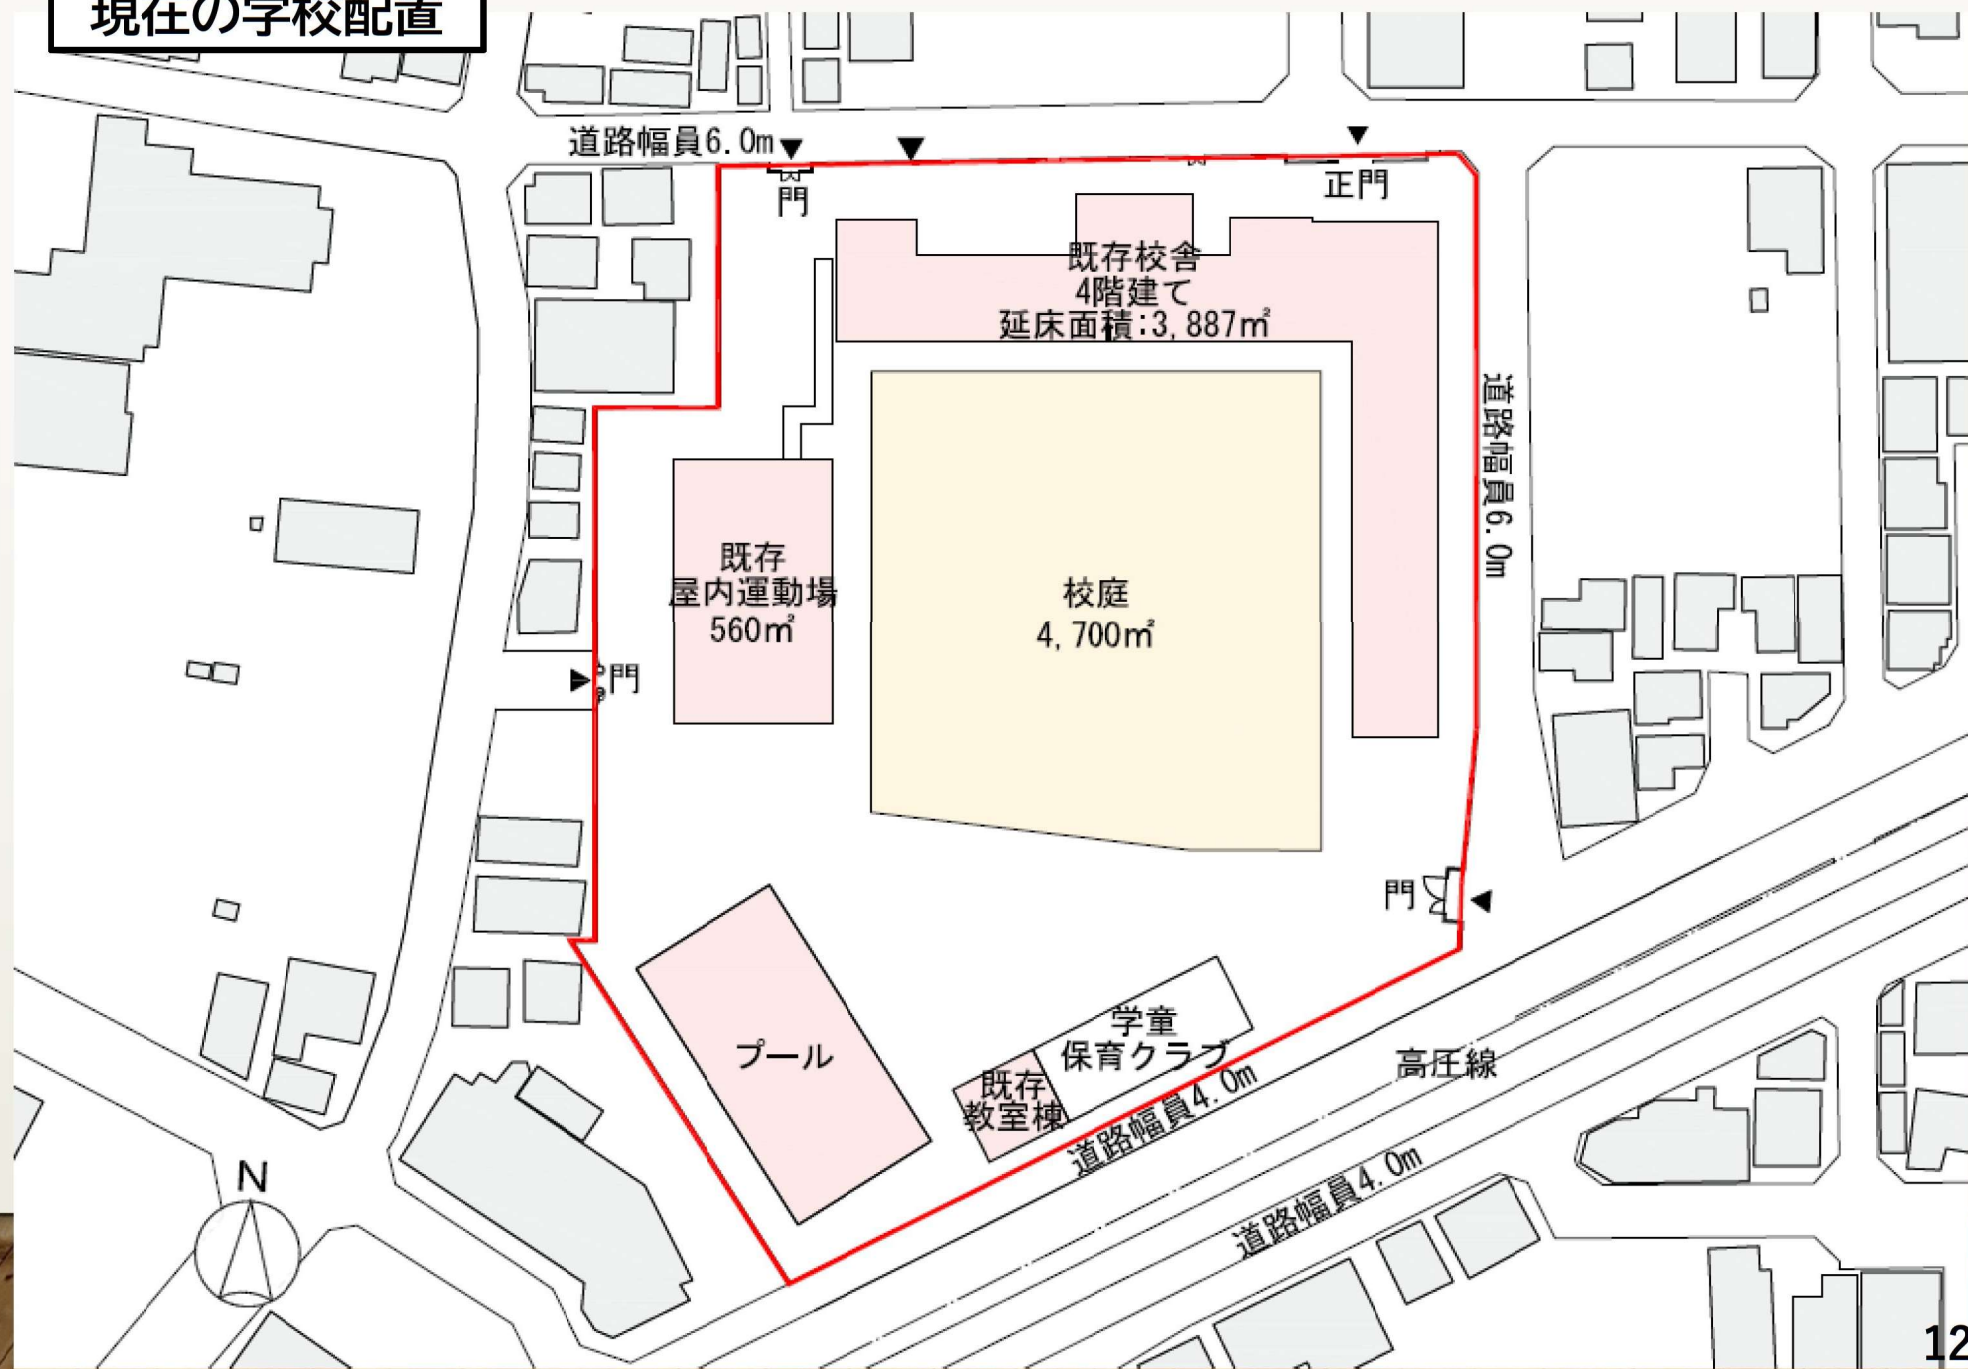 現在の学校配置
道路幅員6.0m
門
正門
既存校舎
4階建て
延床面積:3,887㎡
道路幅員6.0m
既存
屋内運動場
560㎡
校庭
4,700㎡
門
門
プール
学童
保育クラブ
既存
教室棟
道路幅員4.0m
高圧線
道路幅員4.0m
N
12